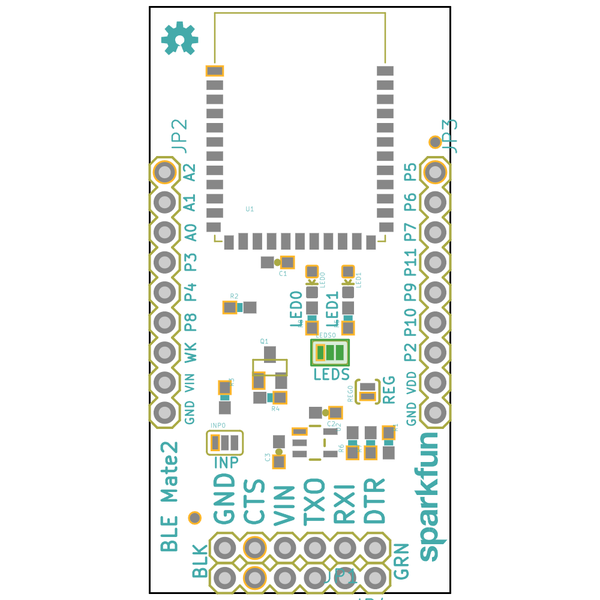 JP2
JP3
A2
A1
A0
P3
P4
P8
WK
VIN
GND
P5
P6
P7
P11
P9
P10
P2
VDD
GND
U1
C1
LED0
LED1
R2
LED0
LED1
LEDS0
LEDS
Q1
R4
REG0
REG
C2
INP0
INP
C3
BLE Mate2
GND
CTS
VIN
TXO
RXI
DTR
sparkfun
BLK
GRN
JP1